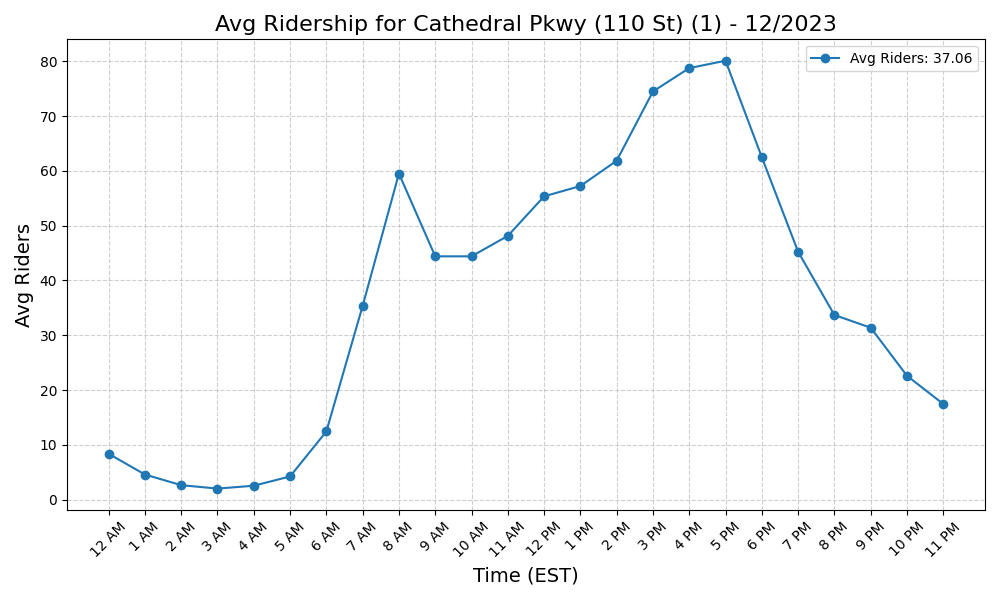 Avg Ridership for Cathedral Pkwy (110 St) (1) - 12/2023
Avg Riders: 37.06
Avg Riders
80
70
60
50
40
30
20
10
0
12 AM
1 AM
2 AM
3 AM
4 AM
5 AM
6 AM
7 AM
8 AM
9 AM
10 AM
11 AM
12 PM
1 PM
2 PM
3 PM
4 PM
5 PM
6 PM
7 PM
8 PM
9 PM
10 PM
11 PM
Time (EST)